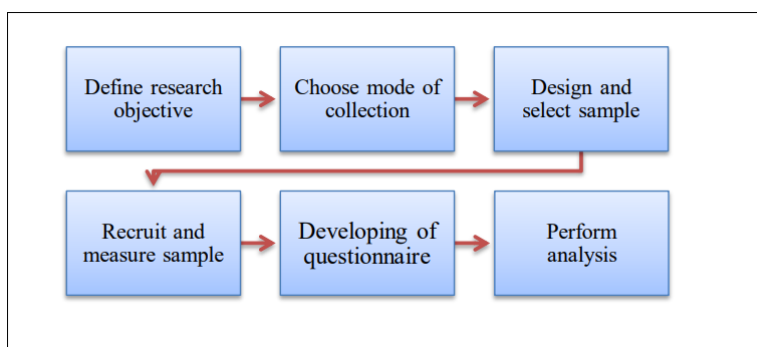 Define research
objective
Choose mode of
collection
Design and
select sample
Recruit and
measure sample
Developing of
questionnaire
Perform
analysis